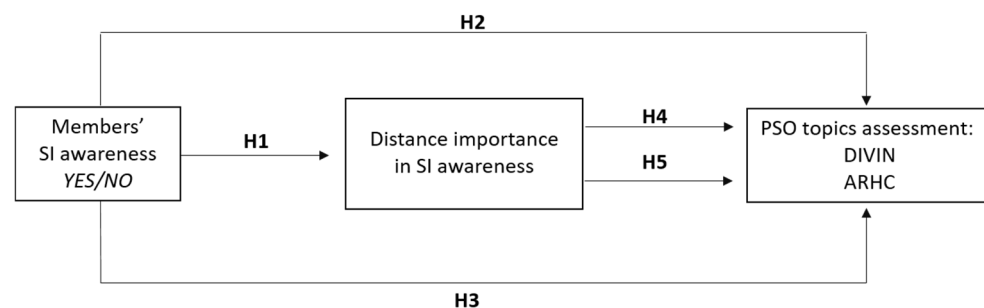 H2
Members'
SI awareness
YES/NO
H1
Distance importance
in SI awareness
H4
H5
PSO topics assessment:
DIVIN
ARHC
H3